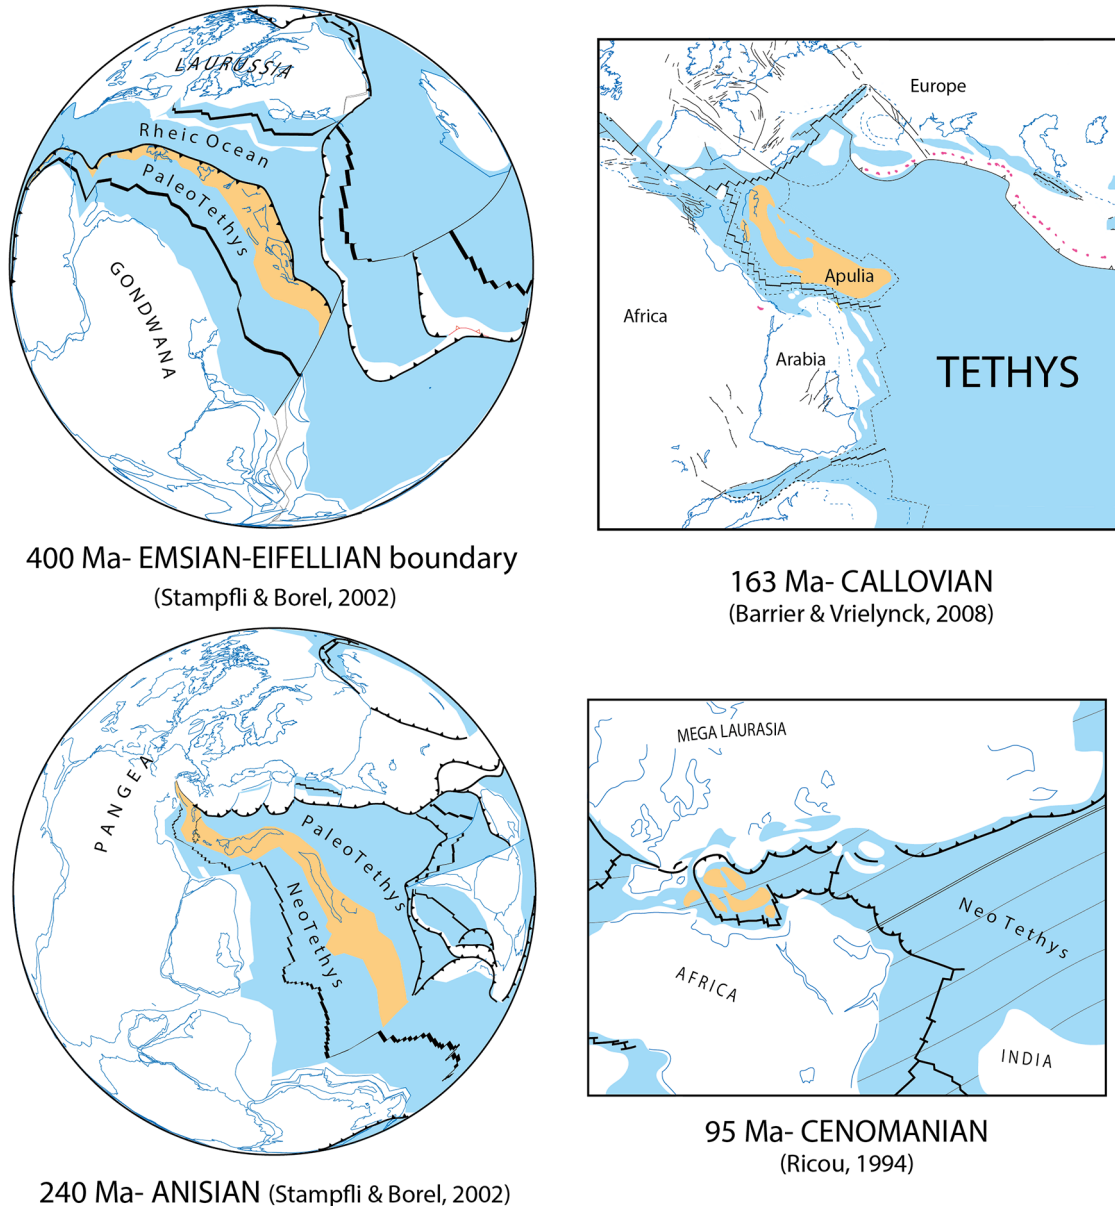 LAURUSSIA
Rheic Ocean
PaleoTethys
GONDWANA
400 Ma- EMSIAN-EIFELLIAN boundary
(Stampfli & Borel, 2002)
Europe
Apulia
Africa
Arabia
TETHYS
163 Ma- CALLOVIAN
(Barrier & Vrielynck, 2008)
PANGEA
PaleoTethys
NeoTethys
240 Ma- ANISIAN (Stampfli & Borel, 2002)
MEGA LAURASIA
Neo Tethys
AFRICA
INDIA
95 Ma- CENOMANIAN
(Ricou, 1994)